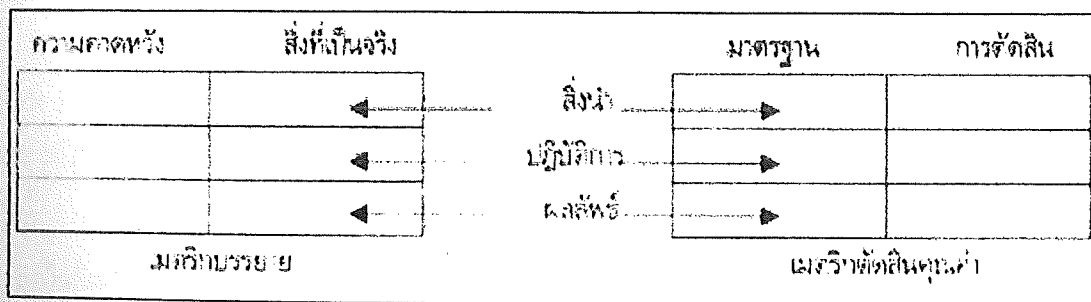 ความคาดหวัง สิ่งที่เป็นจริง มาตรฐาน การตัดสิน
สิ่งนำ
ปฏิบัติการ
ผลลัพธ์
เมตริกบรรยาย เมตริกตัดสินคุณค่า